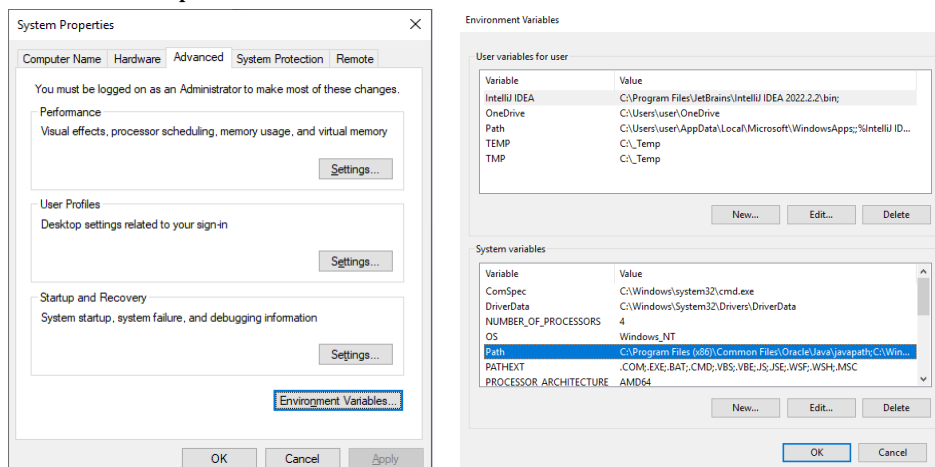 System Properties
Computer Name Hardware Advanced System Protection Remote
You must be logged on as an Administrator to make most of these changes.
Performance
Visual effects, processor scheduling, memory usage, and virtual memory
Settings...
User Profiles
Desktop settings related to your sign-in
Settings...
Startup and Recovery
System startup, system failure, and debugging information
Settings...
Environment Variables...
OK Cancel Apply
Environment Variables
User variables for user
Variable Value
IntelliJ IDEA C:\Program Files\JetBrains\IntelliJ IDEA 2022.2.2\bin;
OneDrive C:\Users\user\OneDrive
Path C:\Users\user\AppData\Local\Microsoft\WindowsApps;;%IntelliJ ID...
TEMP C:\_Temp
TMP C:\_Temp
New... Edit... Delete
System variables
Variable Value
ComSpec C:\Windows\system32\cmd.exe
DriverData C:\Windows\System32\Drivers\DriverData
NUMBER_OF_PROCESSORS 4
OS Windows_NT
Path C:\Program Files (x86)\Common Files\Oracle\Java\javapath;C:\Win...
PATHEXT .COM;.EXE;.BAT;.CMD;.VBS;.VBE;.JS;.JSE;.WSF;.WSH;.MSC
PROCESSOR_ARCHITECTURE AMD64
New... Edit... Delete
OK Cancel